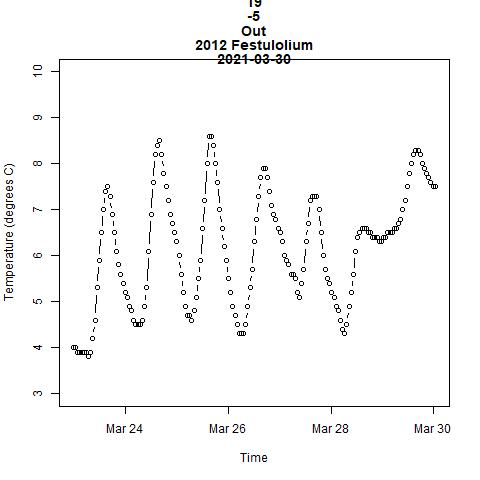 19
-5
Out
2012 Festulolium
2021-03-30
Temperature (degrees C)
10
9
8
7
6
5
4
3
Mar 24
Mar 26
Mar 28
Mar 30
Time